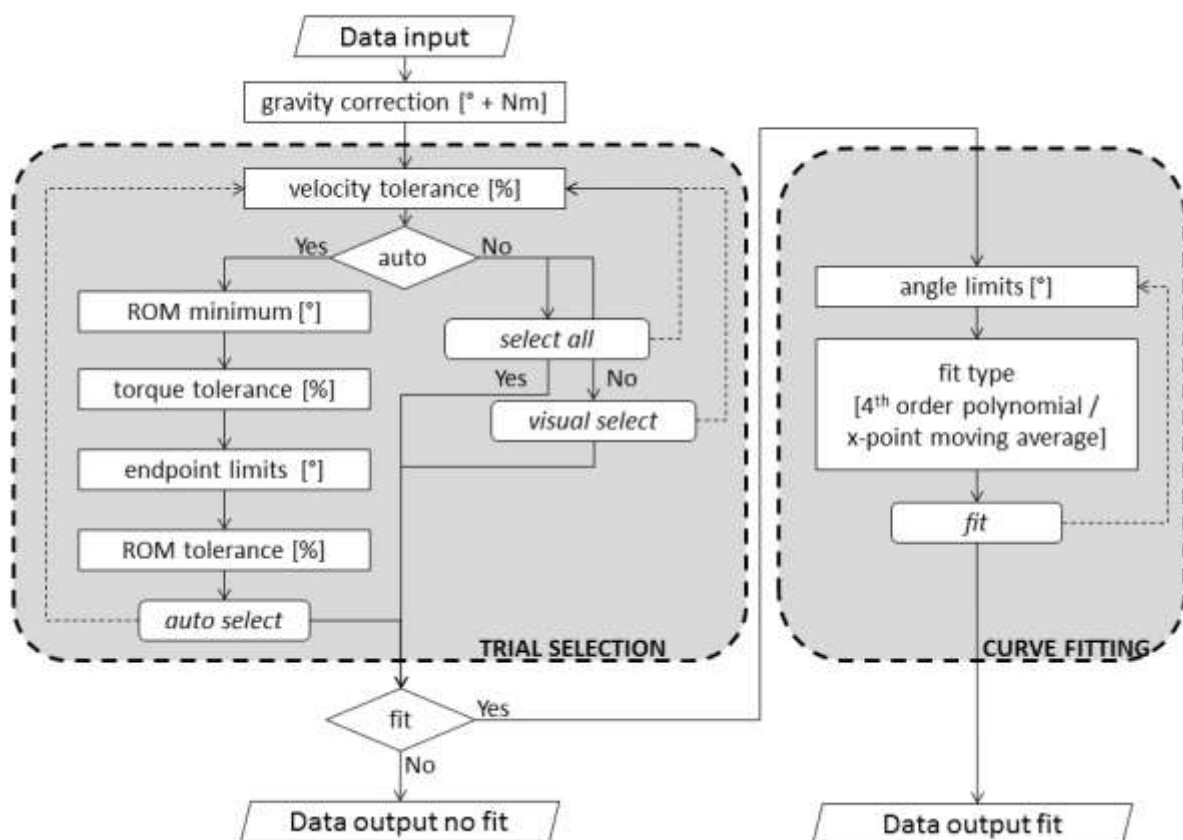 Data input
gravity correction [° + Nm]
velocity tolerance [%]
Yes
auto
No
ROM minimum [°]
select all
Yes
No
torque tolerance [%]
visual select
endpoint limits [°]
ROM tolerance [%]
auto select
TRIAL SELECTION
angle limits [°]
fit type
[4th order polynomial /
x-point moving average]
fit
CURVE FITTING
fit
Yes
No
Data output no fit
Data output fit